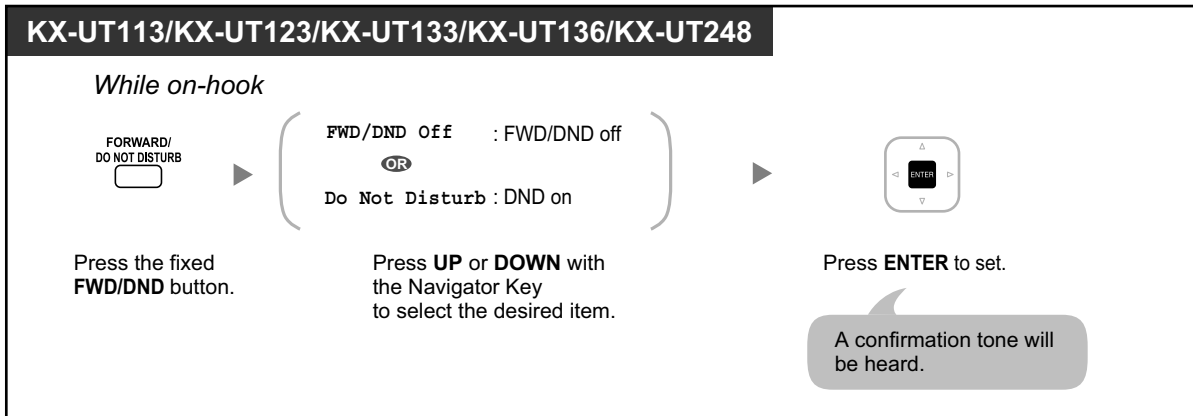 KX-UT113/KX-UT123/KX-UT133/KX-UT136/KX-UT248
While on-hook
FORWARD/
DO NOT DISTURB
FWD/DND Off : FWD/DND off
OR
Do Not Disturb : DND on
ENTER
Press the fixed
FWD/DND button.
Press UP or DOWN with
the Navigator Key
to select the desired item.
Press ENTER to set.
A confirmation tone will
be heard.